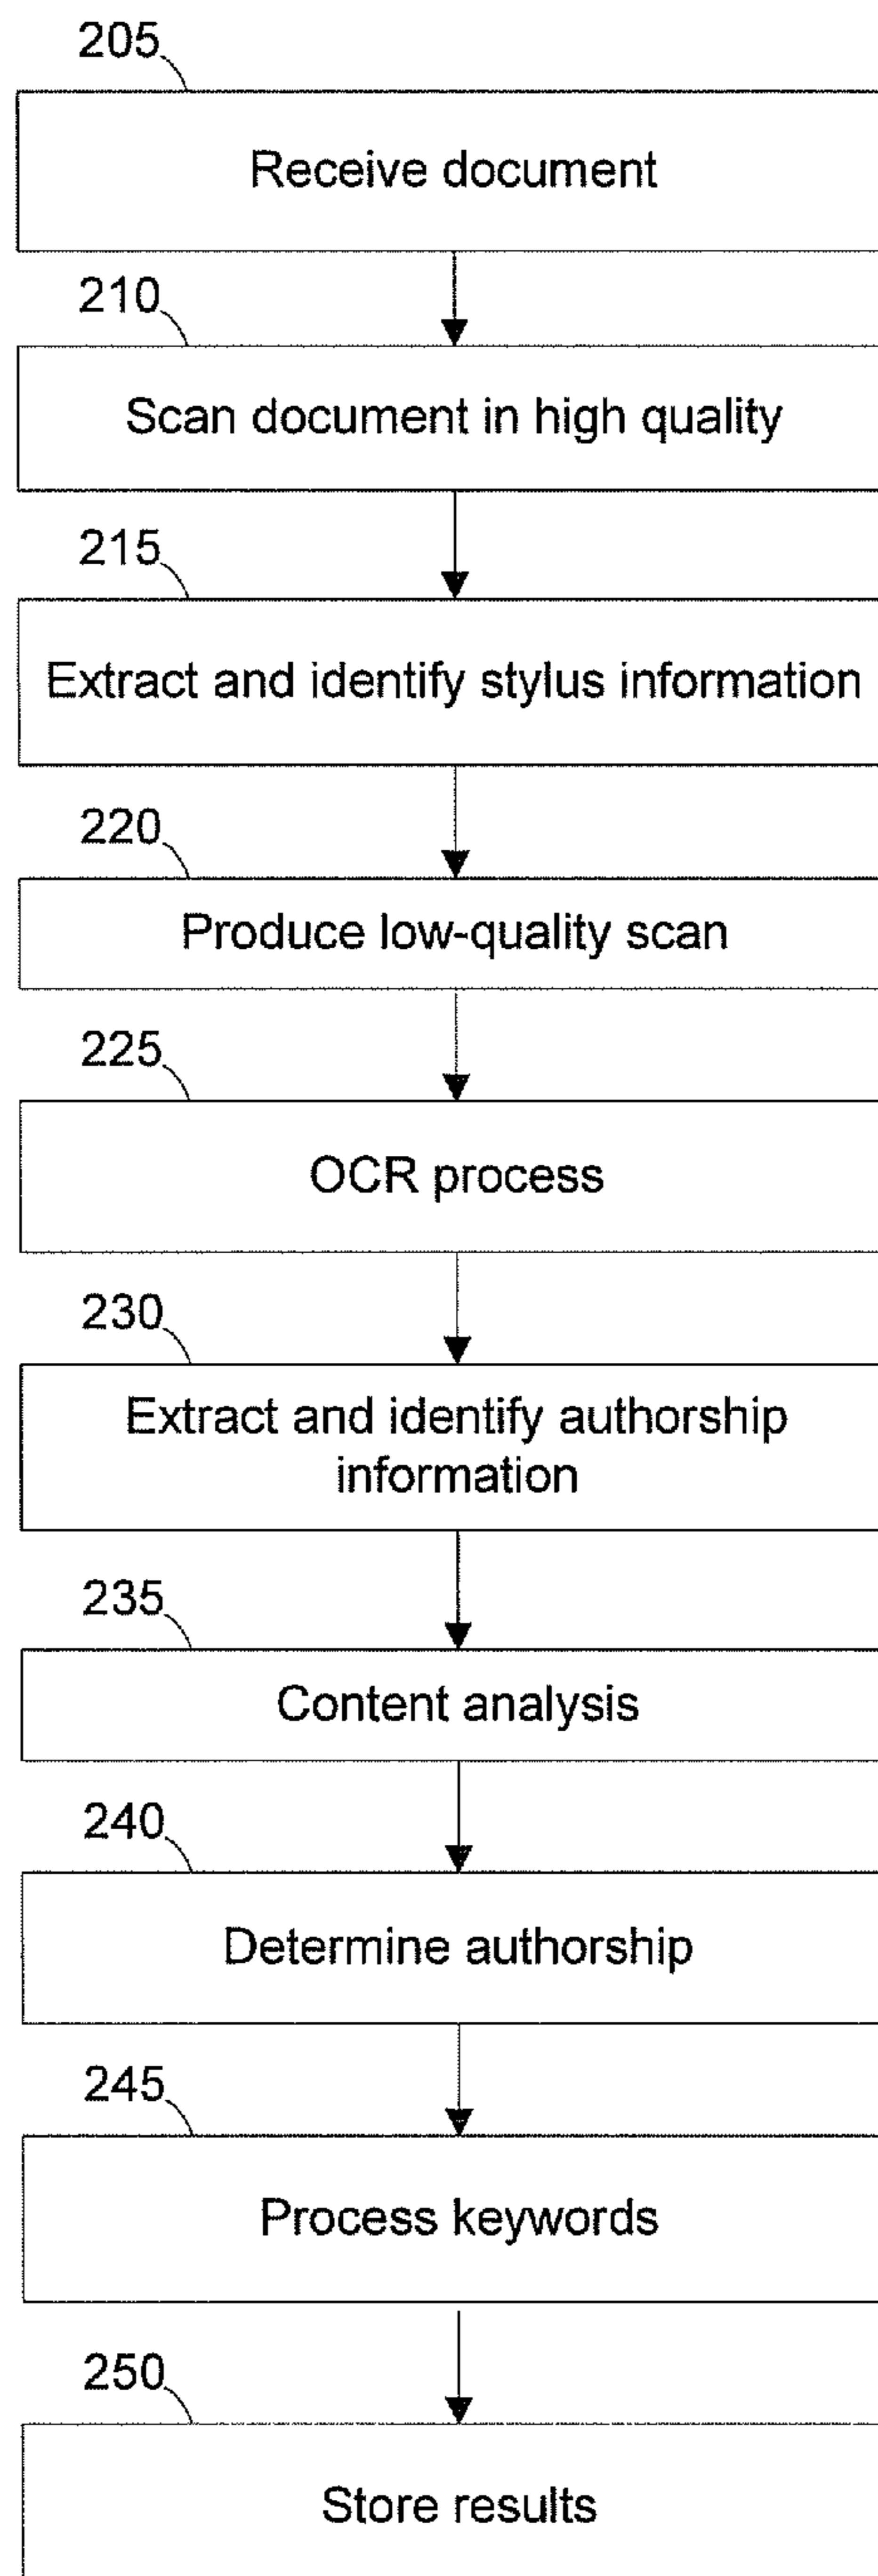 205
Receive document
210
Scan document in high quality
215
Extract and identify stylus information
220
Produce low-quality scan
225
OCR process
230
Extract and identify authorship
information
235
Content analysis
240
Determine authorship
245
Process keywords
250
Store results